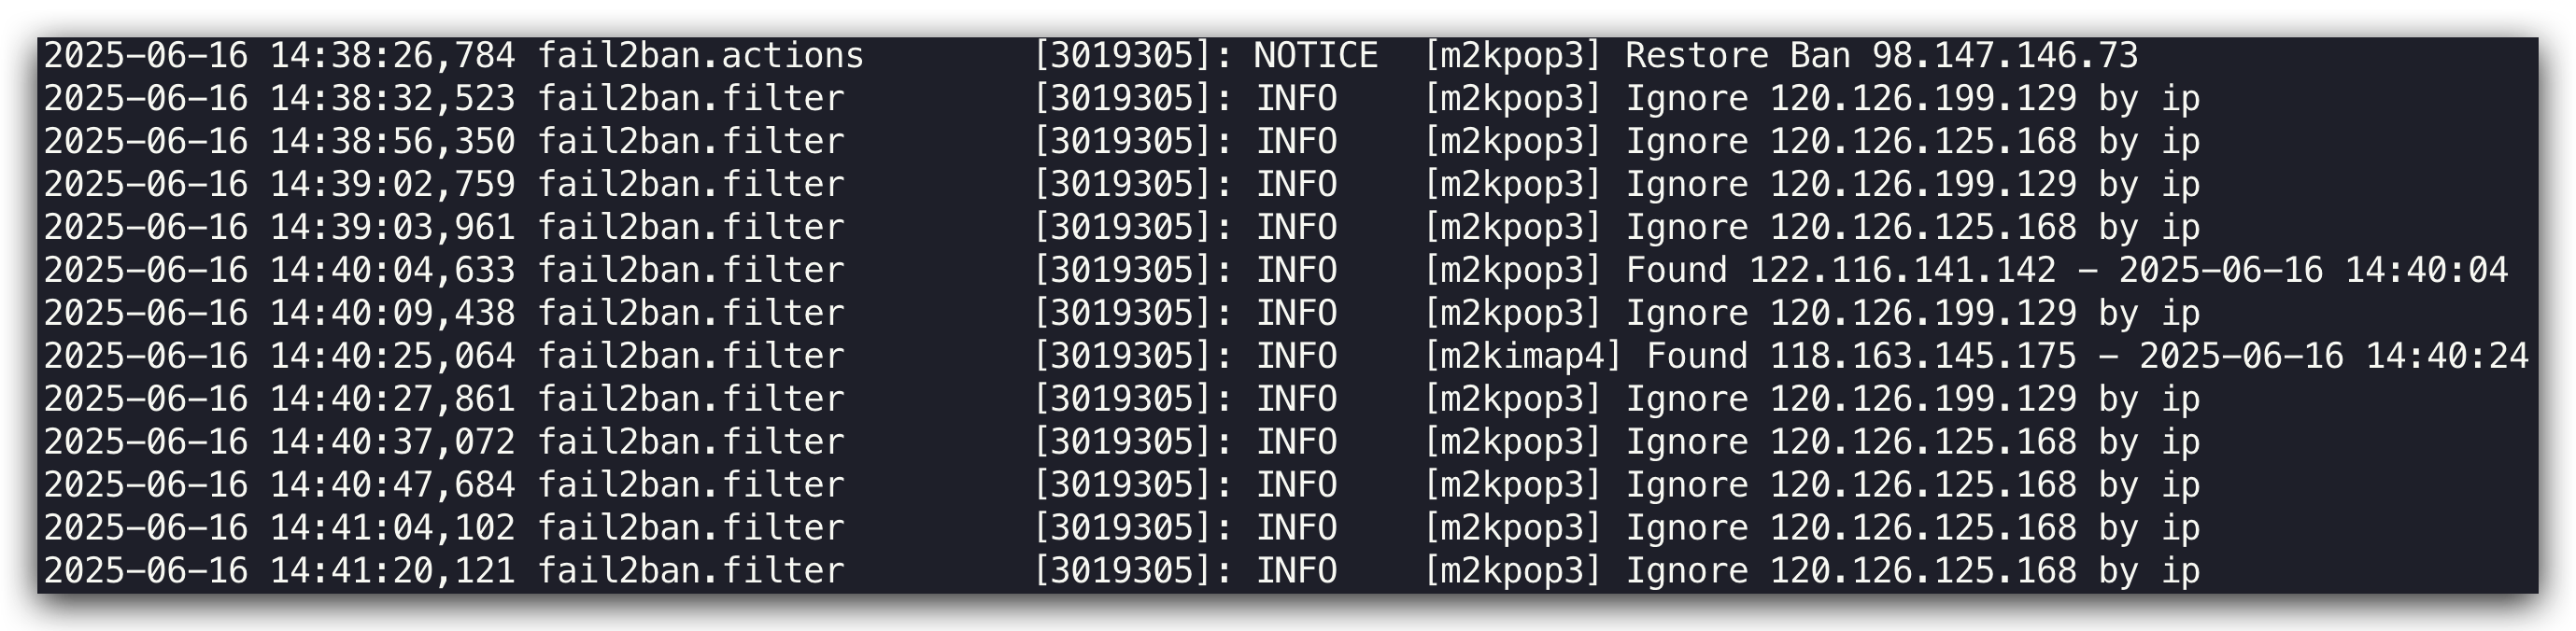 2025-06-16 14:38:26,784 fail2ban.actions        [3019305]: NOTICE  [m2kpop3] Restore Ban 98.147.146.73
2025-06-16 14:38:32,523 fail2ban.filter         [3019305]: INFO    [m2kpop3] Ignore 120.126.199.129 by ip
2025-06-16 14:38:56,350 fail2ban.filter         [3019305]: INFO    [m2kpop3] Ignore 120.126.125.168 by ip
2025-06-16 14:39:02,759 fail2ban.filter         [3019305]: INFO    [m2kpop3] Ignore 120.126.199.129 by ip
2025-06-16 14:39:03,961 fail2ban.filter         [3019305]: INFO    [m2kpop3] Ignore 120.126.125.168 by ip
2025-06-16 14:40:04,633 fail2ban.filter         [3019305]: INFO    [m2kpop3] Found 122.116.141.142 - 2025-06-16 14:40:04
2025-06-16 14:40:09,438 fail2ban.filter         [3019305]: INFO    [m2kpop3] Ignore 120.126.199.129 by ip
2025-06-16 14:40:25,064 fail2ban.filter         [3019305]: INFO    [m2kimap4] Found 118.163.145.175 - 2025-06-16 14:40:24
2025-06-16 14:40:27,861 fail2ban.filter         [3019305]: INFO    [m2kpop3] Ignore 120.126.199.129 by ip
2025-06-16 14:40:37,072 fail2ban.filter         [3019305]: INFO    [m2kpop3] Ignore 120.126.125.168 by ip
2025-06-16 14:40:47,684 fail2ban.filter         [3019305]: INFO    [m2kpop3] Ignore 120.126.125.168 by ip
2025-06-16 14:41:04,102 fail2ban.filter         [3019305]: INFO    [m2kpop3] Ignore 120.126.125.168 by ip
2025-06-16 14:41:20,121 fail2ban.filter         [3019305]: INFO    [m2kpop3] Ignore 120.126.125.168 by ip